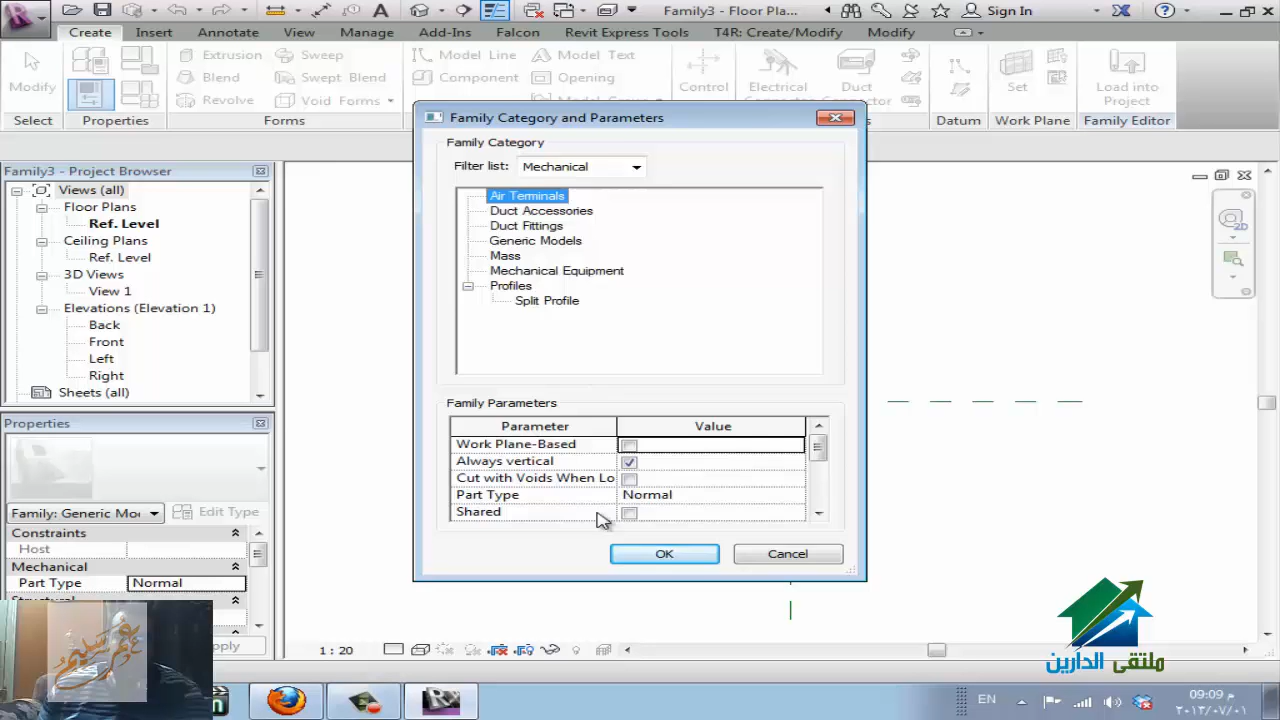 Family3 - Floor Pla...
Sign In
Create
Insert
Annotate
View
Manage
Add-Ins
Falcon
Revit Express Tools
T4R: Create/Modify
Modify
Modify
Extrusion
Sweep
Blend
Swept Blend
Revolve
Void Forms
Model Line
Model Text
Component
Opening
Control
Electrical
Duct
Set
Load into
Project
Select
Properties
Forms
Datum
Work Plane
Family Editor
Family3 - Project Browser
Views (all)
Floor Plans
Ref. Level
Ceiling Plans
Ref. Level
3D Views
View 1
Elevations (Elevation 1)
Back
Front
Left
Right
Sheets (all)
Properties
Family: Generic Mo
Edit Type
Constraints
Host
Mechanical
Part Type
Normal
Family Category and Parameters
Family Category
Filter list:
Mechanical
Air Terminals
Duct Accessories
Duct Fittings
Generic Models
Mass
Mechanical Equipment
Profiles
Split Profile
Family Parameters
Parameter
Value
Work Plane-Based
Always vertical
Cut with Voids When Lo
Part Type
Normal
Shared
OK
Cancel
2D
1 : 20
ملتقى الدارين
EN
09:09 م
٢٠١٣/٠٧/٠١